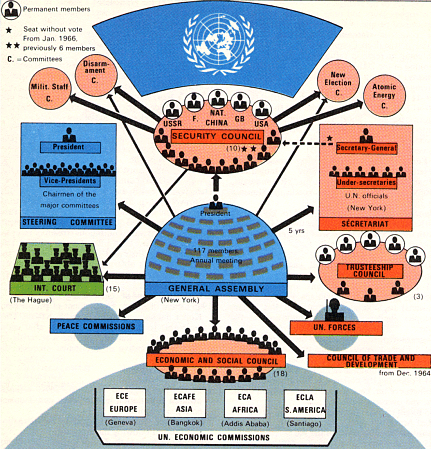 Permanent members
★ Seat without vote
From Jan. 1966,
★★ previously 6 members
C. = Committees
Disarm-
ament
C.
Milit. Staff
C.
New
Election
C.
Atomic
Energy
C.
USSR
F.
NAT.
CHINA
GB
USA
SECURITY COUNCIL
(10)★★
★
President
Vice-Presidents
Chairmen of the
major committees
STEERING COMMITTEE
Secretary-General
Under-secretaries
U.N. officials
(New York)
SÉCRETARIAT
President
117 members
Annual meeting
GENERAL ASSEMBLY
(New York)
5 yrs
INT. COURT
(The Hague)
(15)
TRUSTEESHIP
COUNCIL
(3)
PEACE COMMISSIONS
UN. FORCES
ECONOMIC AND SOCIAL COUNCIL
(18)
COUNCIL OF TRADE AND
DEVELOPMENT
from Dec. 1964
ECE
EUROPE
(Geneva)
ECAFE
ASIA
(Bangkok)
ECA
AFRICA
(Addis Ababa)
ECLA
S. AMERICA
(Santiago)
UN. ECONOMIC COMMISSIONS